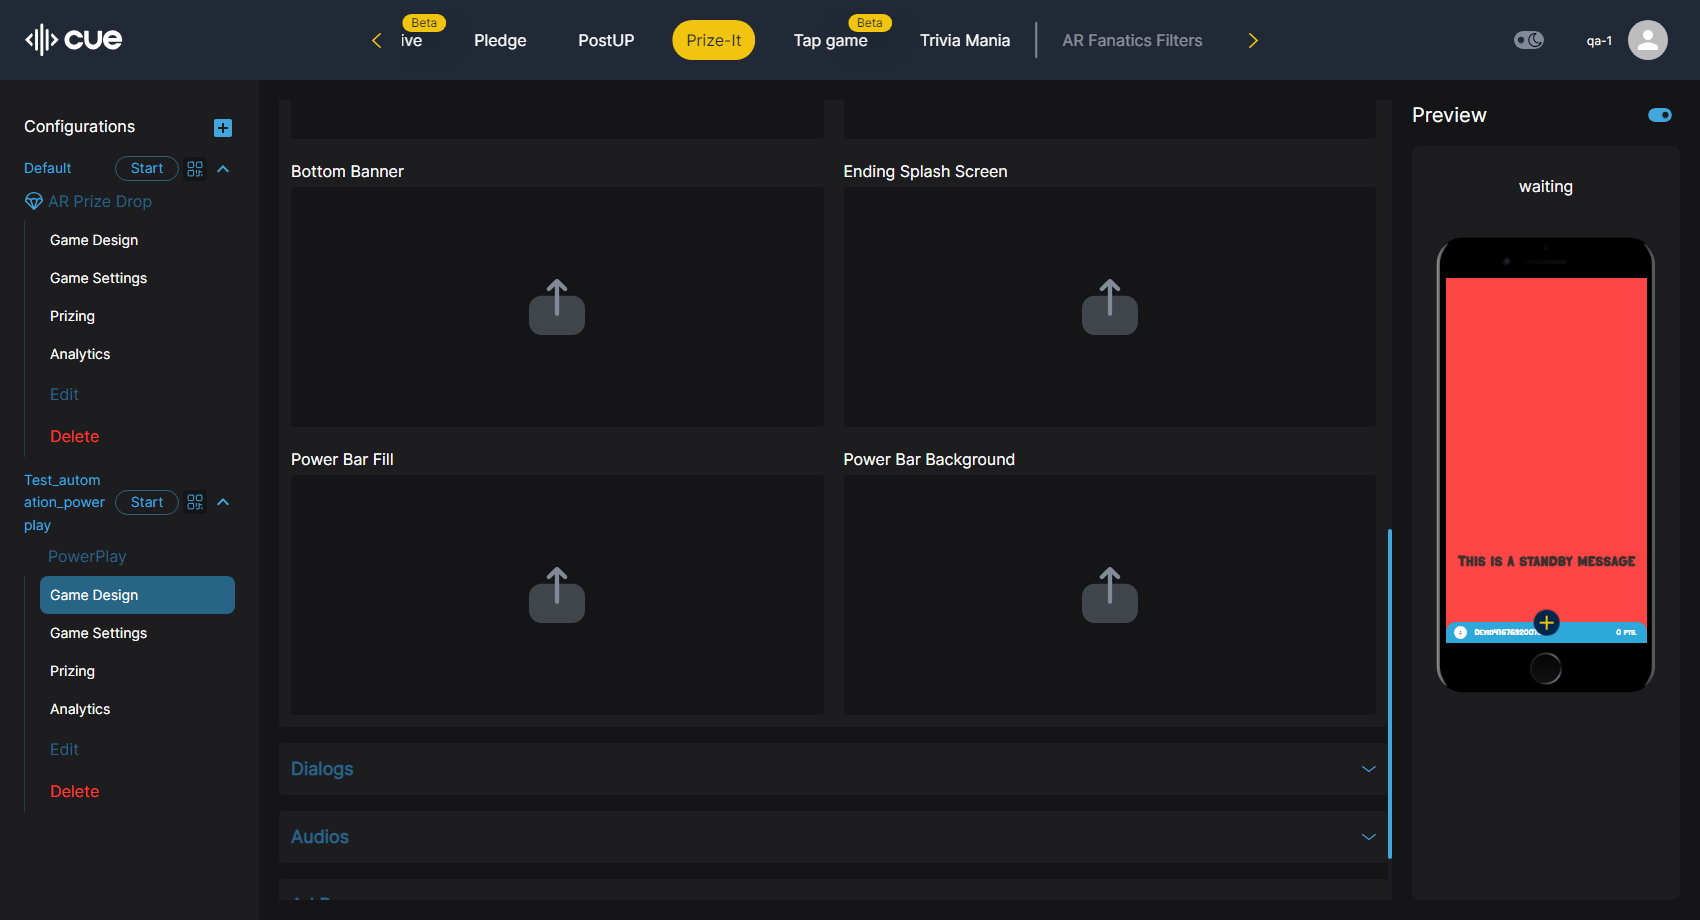 cue
Beta
ive
Pledge
PostUP
Prize-It
Beta
Tap game
Trivia Mania
AR Fanatics Filters
qa-1
Configurations
Default
Start
AR Prize Drop
Game Design
Game Settings
Prizing
Analytics
Edit
Delete
Test_autom
ation_power
play
Start
PowerPlay
Game Design
Game Settings
Prizing
Analytics
Edit
Delete
Bottom Banner
Ending Splash Screen
Power Bar Fill
Power Bar Background
Dialogs
Audios
Preview
waiting
This is a standby message
0 pts.